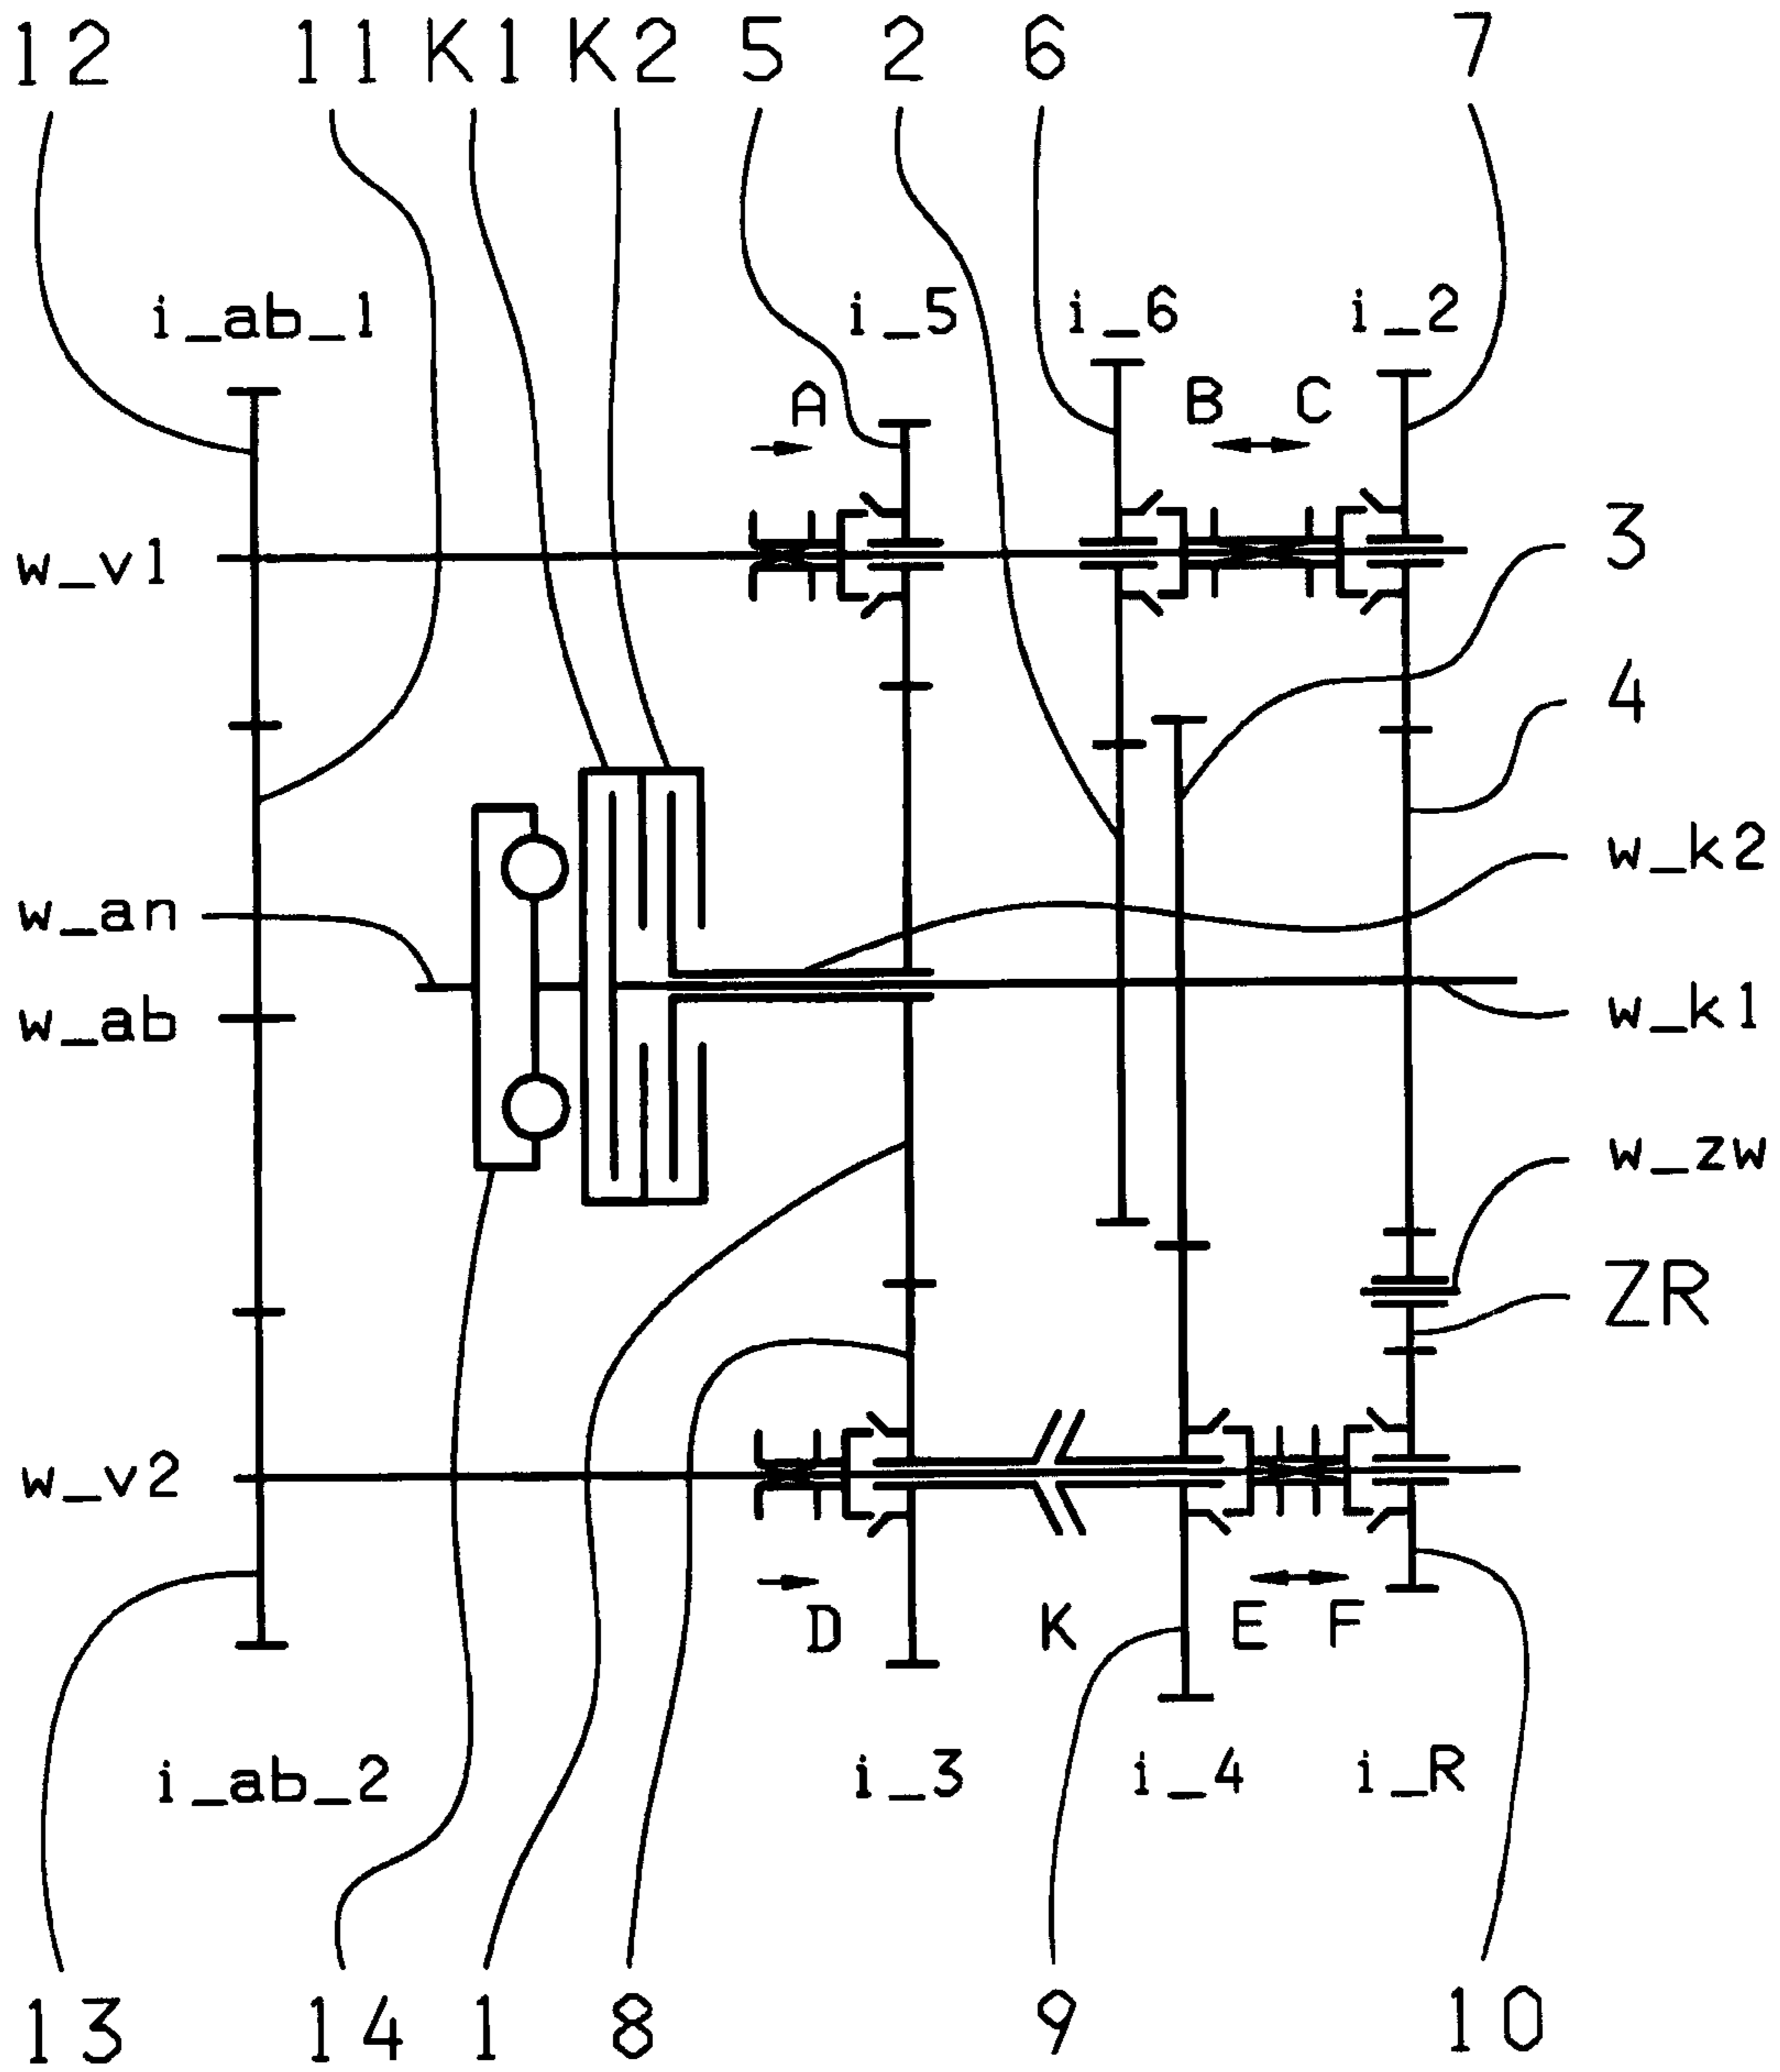 12 11 K1 K2 5 2 6 7
i_ab_1 i_5 i_6 i_2
A B C
w_v1 3
4
w_k2
w_an
w_ab w_k1
w_zw
ZR
w_v2
D K E F
i_ab_2 i_3 i_4 i_R
13 14 1 8 9 10